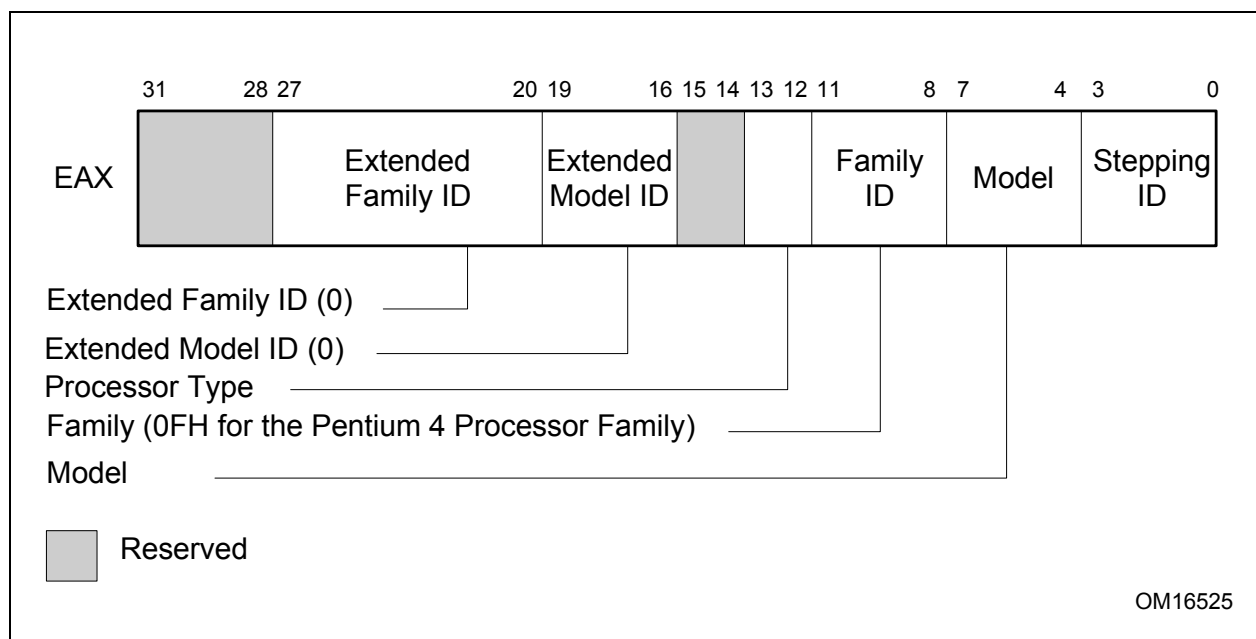 31 28 27 20 19 16 15 14 13 12 11 8 7 4 3 0
EAX
Extended
Family ID
Extended
Model ID
Family
ID
Model
Stepping
ID
Extended Family ID (0)
Extended Model ID (0)
Processor Type
Family (0FH for the Pentium 4 Processor Family)
Model
Reserved
OM16525